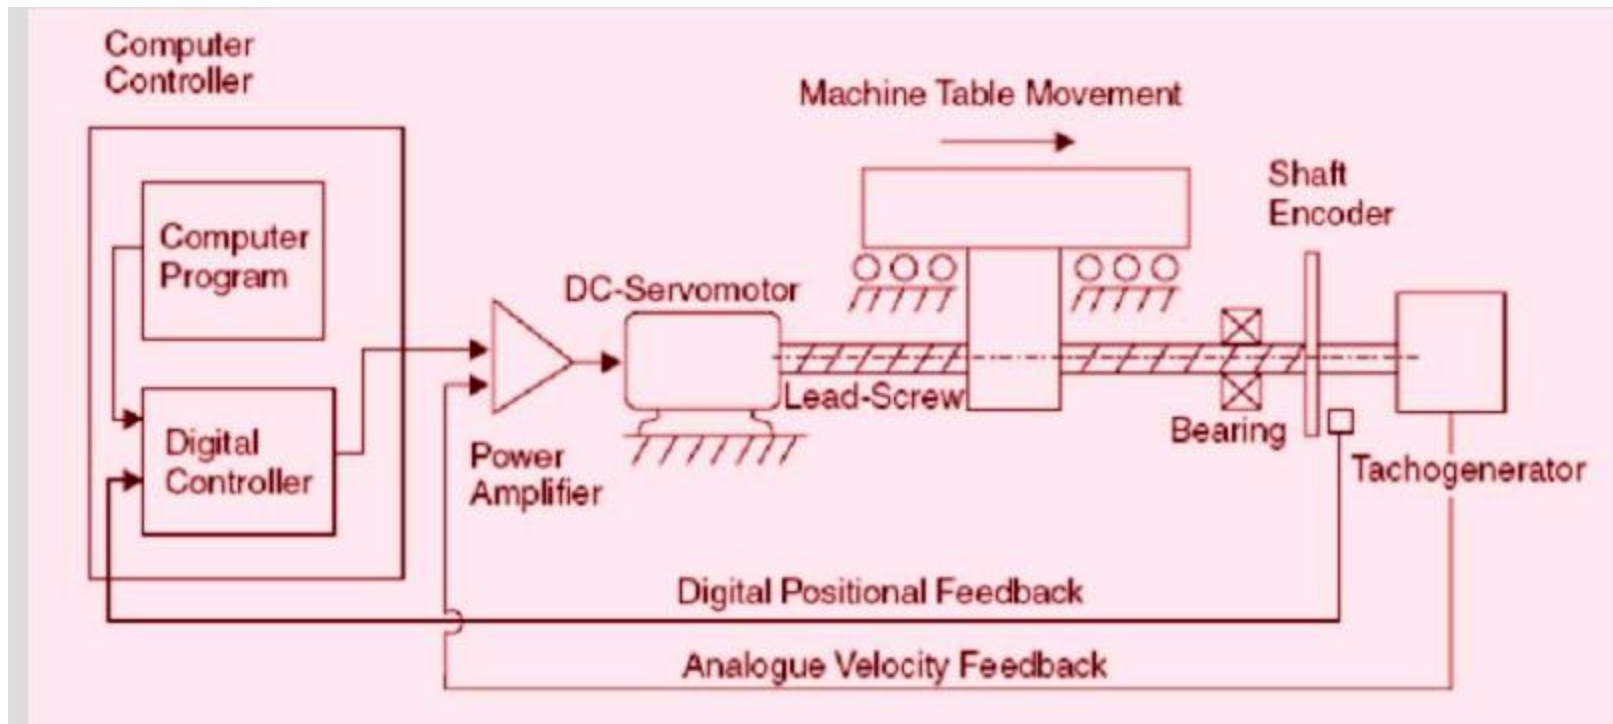 Computer
Controller
Machine Table Movement
Shaft
Encoder
Computer
Program
DC-Servomotor
Lead-Screw
Bearing
Digital
Controller
Power
Amplifier
Tachogenerator
Digital Positional Feedback
Analogue Velocity Feedback